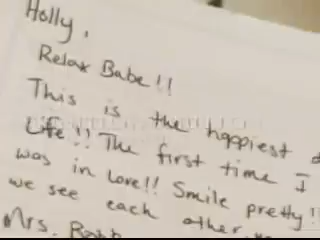 Holly,
Relax Babe!!
This is the happiest
Life!! The first time I
was in Love!! Smile pretty!!
we see each other
Mrs.